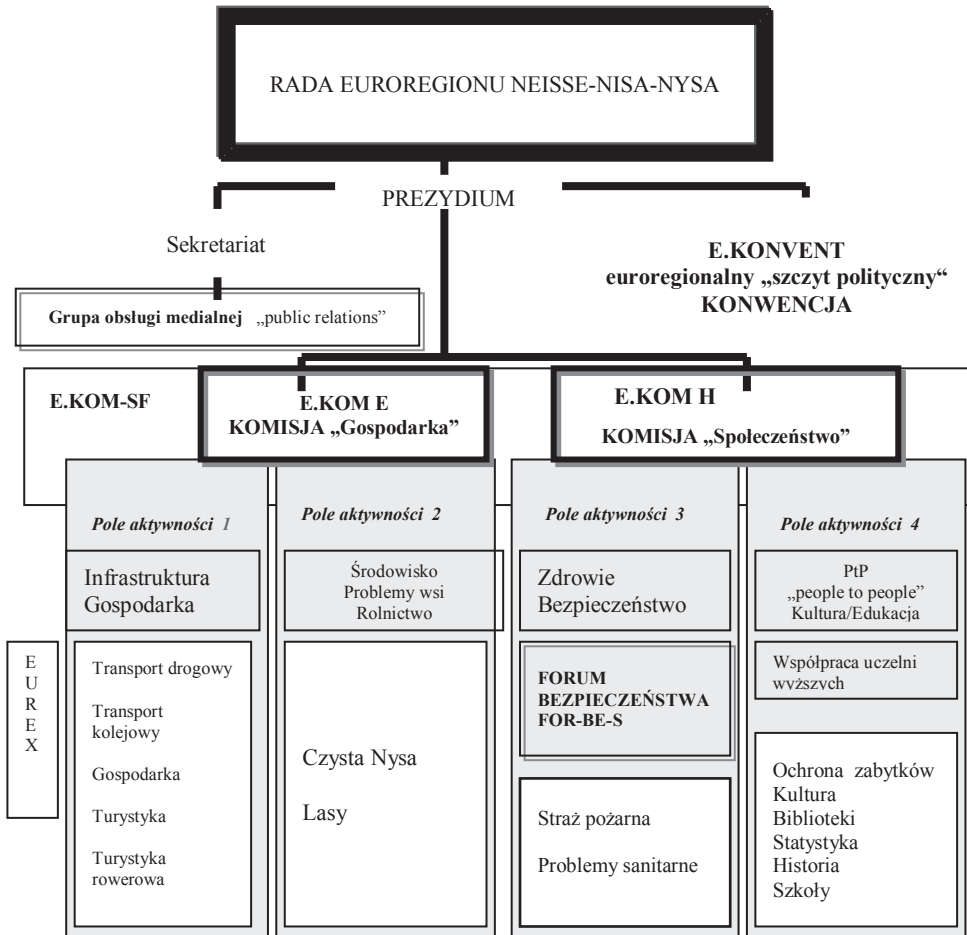 RADA EUROREGIONU NEISSE-NISA-NYSA
PREZYDIUM
Sekretariat
E.KONVENT
euroregionalny „szczyt polityczny“
KONWENCJA
Grupa obsługi medialnej „public relations”
E.KOM-SF
E.KOM E
KOMISJA „Gospodarka”
E.KOM H
KOMISJA „Społeczeństwo”
Pole aktywności 1
Infrastruktura
Gospodarka
E
U
R
E
X
Transport drogowy
Transport
kolejowy
Gospodarka
Turystyka
Turystyka
rowerowa
Pole aktywności 2
Środowisko
Problemy wsi
Rolnictwo
Czysta Nysa
Lasy
Pole aktywności 3
Zdrowie
Bezpieczeństwo
FORUM
BEZPIECZEŃSTWA
FOR-BE-S
Straż pożarna
Problemy sanitarne
Pole aktywności 4
PtP
„people to people”
Kultura/Edukacja
Współpraca uczelni
wyższych
Ochrona zabytków
Kultura
Biblioteki
Statystyka
Historia
Szkoły